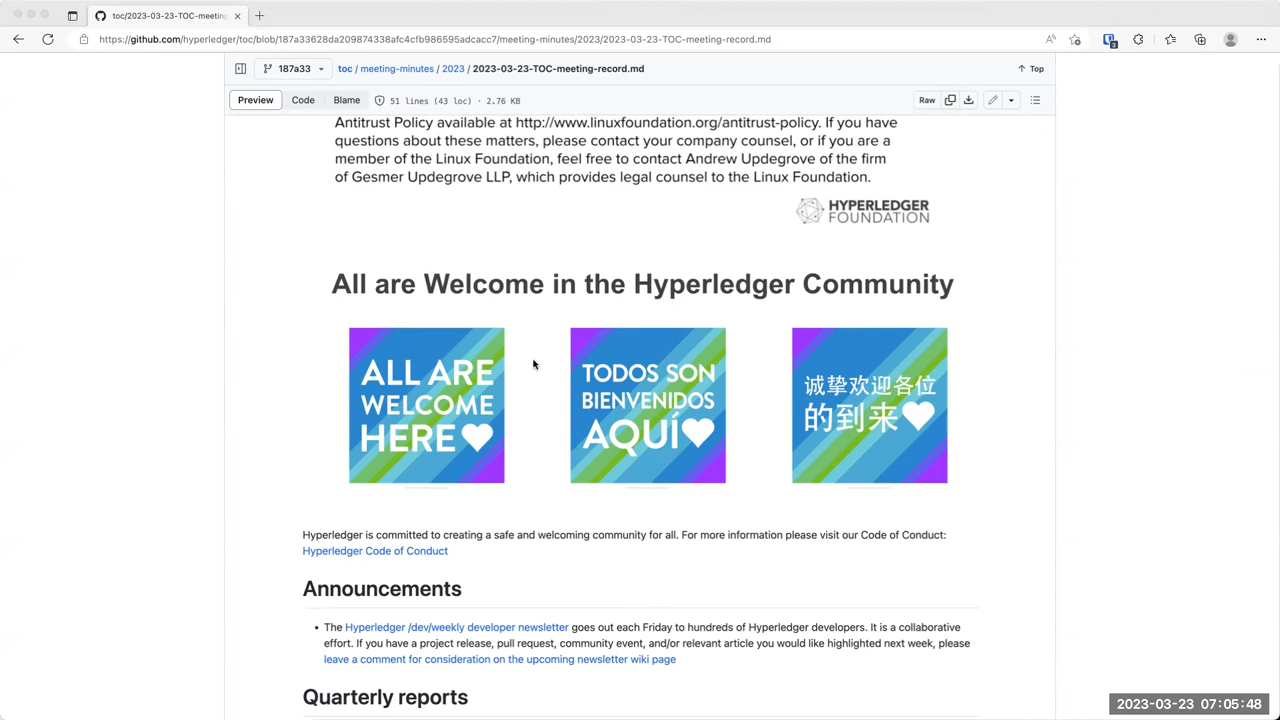 toc/2023-03-23-TOC-meeting-
https://github.com/hyperledger/toc/blob/187a33628da209874338afc4cfb986595adcacc7/meeting-minutes/2023/2023-03-23-TOC-meeting-record.md
187a33
toc / meeting-minutes / 2023 / 2023-03-23-TOC-meeting-record.md
Top
Preview
Code
Blame
51 lines (43 loc) · 2.76 KB
Raw
Antitrust Policy available at http://www.linuxfoundation.org/antitrust-policy. If you have
questions about these matters, please contact your company counsel, or if you are a
member of the Linux Foundation, feel free to contact Andrew Updegrove of the firm
of Gesmer Updegrove LLP, which provides legal counsel to the Linux Foundation.
HYPERLEDGER
FOUNDATION
All are Welcome in the Hyperledger Community
ALL ARE
WELCOME
HERE
TODOS SON
BIENVENIDOS
AQUÍ
诚挚欢迎各位
的到来
Hyperledger is committed to creating a safe and welcoming community for all. For more information please visit our Code of Conduct:
Hyperledger Code of Conduct
Announcements
• The Hyperledger /dev/weekly developer newsletter goes out each Friday to hundreds of Hyperledger developers. It is a collaborative
effort. If you have a project release, pull request, community event, and/or relevant article you would like highlighted next week, please
leave a comment for consideration on the upcoming newsletter wiki page
Quarterly reports
2023-03-23 07:05:48